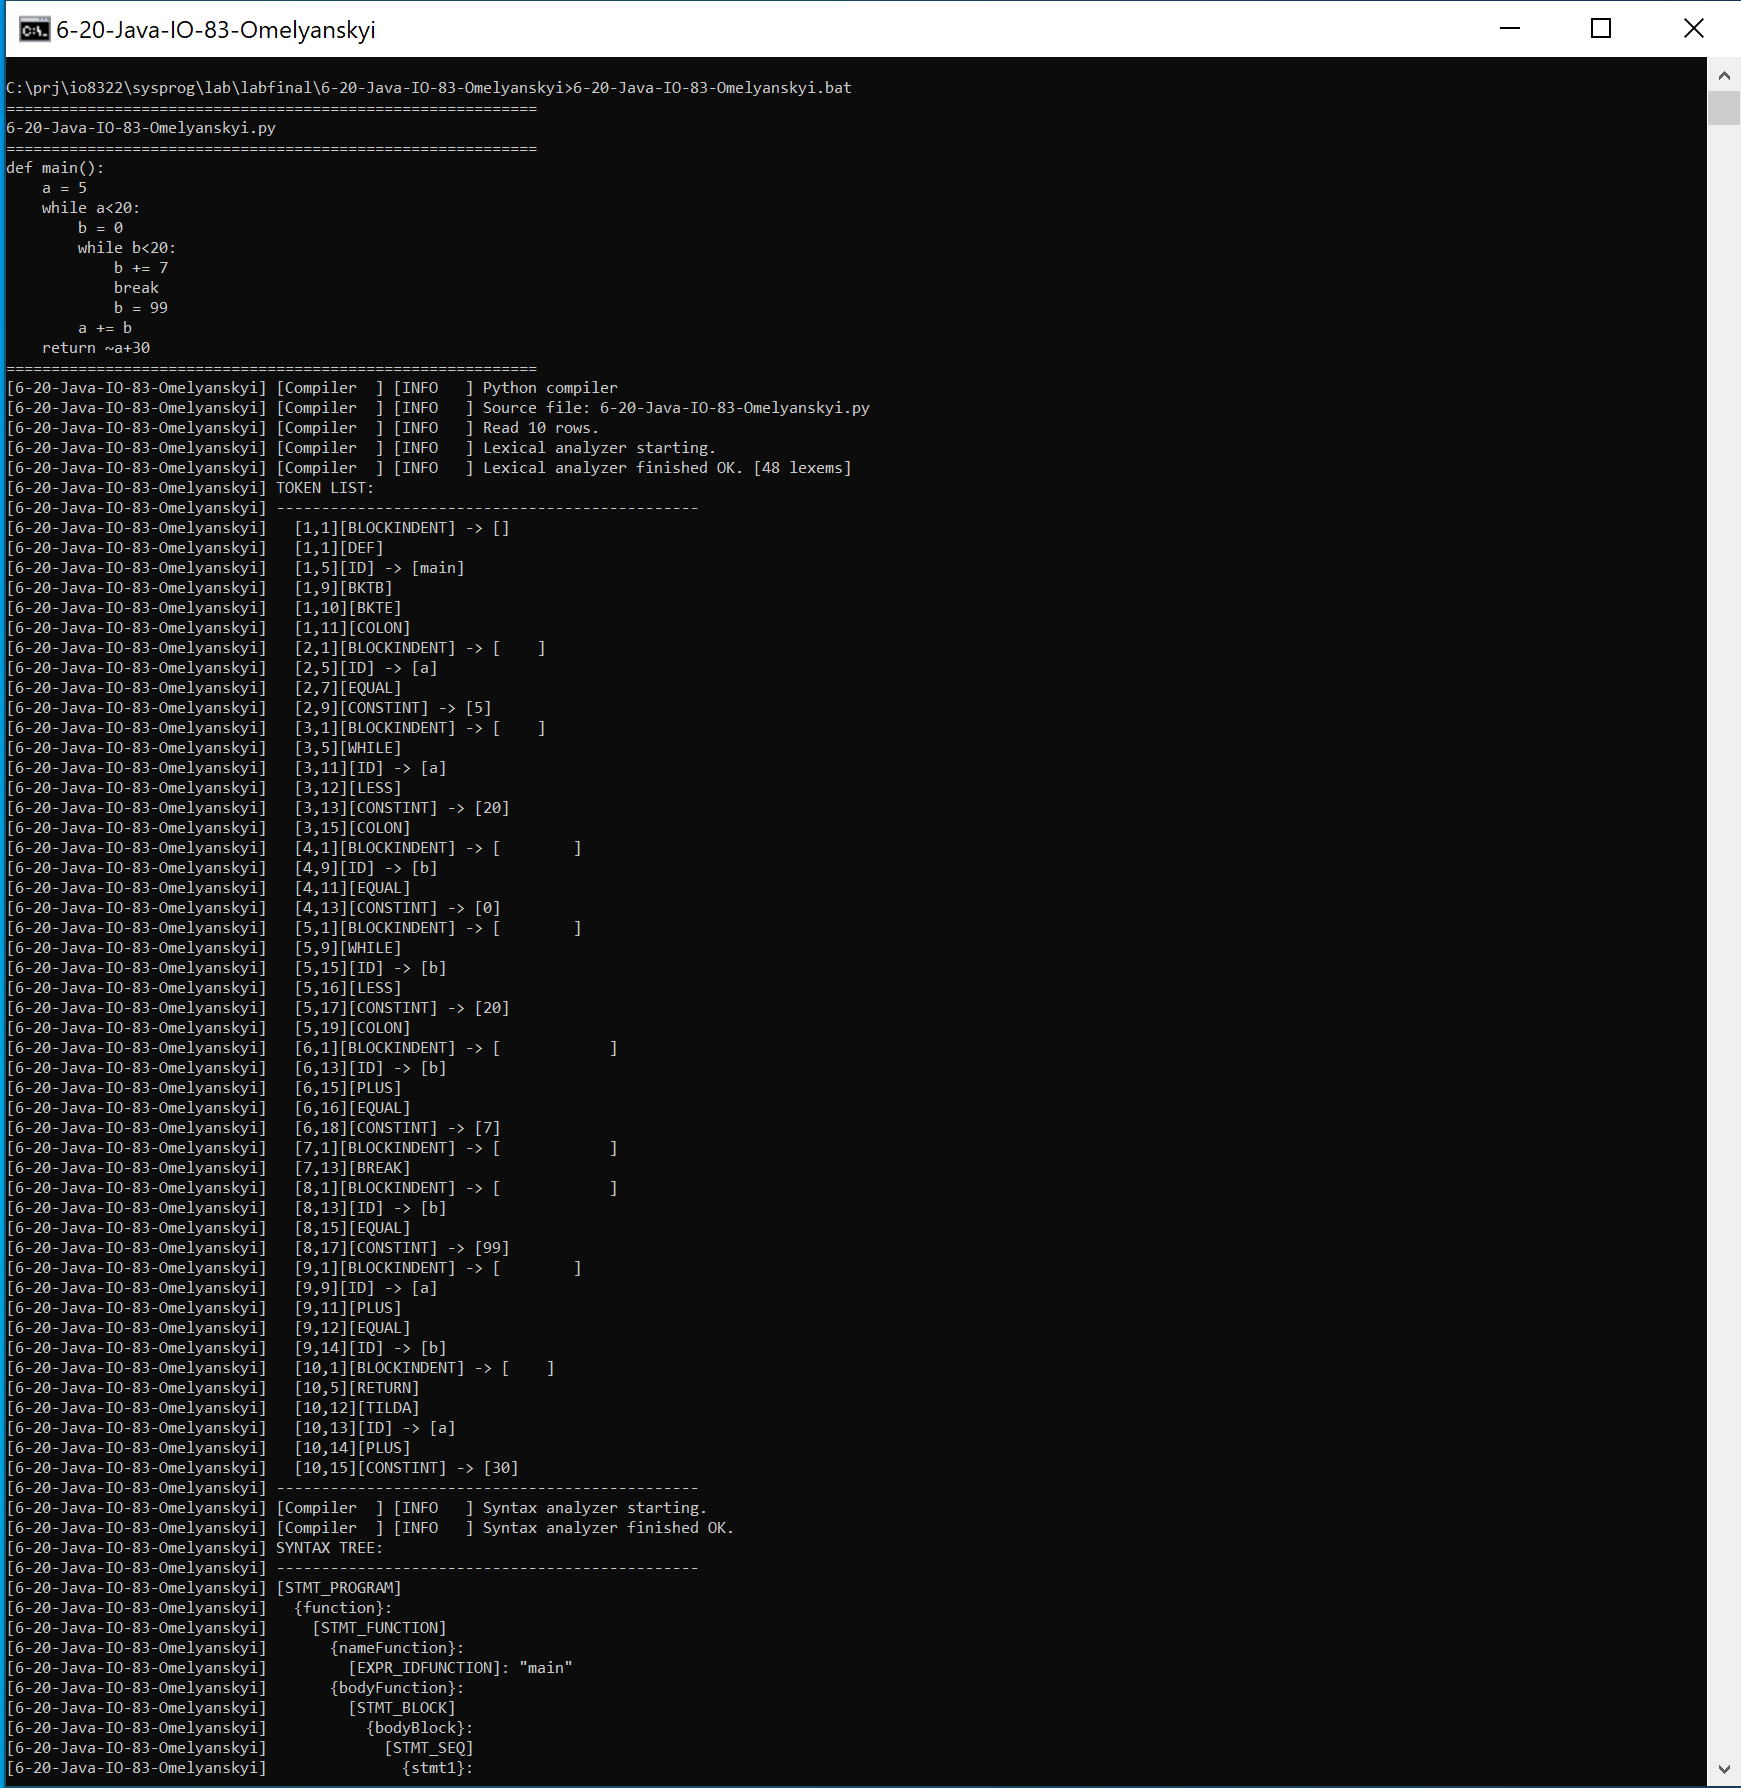 6-20-Java-IO-83-Omelyanskyi
C:\prj\io8322\sysprog\lab\labfinal\6-20-Java-IO-83-Omelyanskyi>6-20-Java-IO-83-Omelyanskyi.bat
===========================================================
6-20-Java-IO-83-Omelyanskyi.py
===========================================================
def main():
    a = 5
    while a<20:
        b = 0
        while b<20:
            b += 7
            break
            b = 99
        a += b
    return ~a+30
===========================================================
[6-20-Java-IO-83-Omelyanskyi] [Compiler  ] [INFO   ] Python compiler
[6-20-Java-IO-83-Omelyanskyi] [Compiler  ] [INFO   ] Source file: 6-20-Java-IO-83-Omelyanskyi.py
[6-20-Java-IO-83-Omelyanskyi] [Compiler  ] [INFO   ] Read 10 rows.
[6-20-Java-IO-83-Omelyanskyi] [Compiler  ] [INFO   ] Lexical analyzer starting.
[6-20-Java-IO-83-Omelyanskyi] [Compiler  ] [INFO   ] Lexical analyzer finished OK. [48 lexems]
[6-20-Java-IO-83-Omelyanskyi] TOKEN LIST:
[6-20-Java-IO-83-Omelyanskyi] -----------------------------------------------
[6-20-Java-IO-83-Omelyanskyi]   [1,1][BLOCKINDENT] -> []
[6-20-Java-IO-83-Omelyanskyi]   [1,1][DEF]
[6-20-Java-IO-83-Omelyanskyi]   [1,5][ID] -> [main]
[6-20-Java-IO-83-Omelyanskyi]   [1,9][BKTB]
[6-20-Java-IO-83-Omelyanskyi]   [1,10][BKTE]
[6-20-Java-IO-83-Omelyanskyi]   [1,11][COLON]
[6-20-Java-IO-83-Omelyanskyi]   [2,1][BLOCKINDENT] -> [    ]
[6-20-Java-IO-83-Omelyanskyi]   [2,5][ID] -> [a]
[6-20-Java-IO-83-Omelyanskyi]   [2,7][EQUAL]
[6-20-Java-IO-83-Omelyanskyi]   [2,9][CONSTINT] -> [5]
[6-20-Java-IO-83-Omelyanskyi]   [3,1][BLOCKINDENT] -> [    ]
[6-20-Java-IO-83-Omelyanskyi]   [3,5][WHILE]
[6-20-Java-IO-83-Omelyanskyi]   [3,11][ID] -> [a]
[6-20-Java-IO-83-Omelyanskyi]   [3,12][LESS]
[6-20-Java-IO-83-Omelyanskyi]   [3,13][CONSTINT] -> [20]
[6-20-Java-IO-83-Omelyanskyi]   [3,15][COLON]
[6-20-Java-IO-83-Omelyanskyi]   [4,1][BLOCKINDENT] -> [        ]
[6-20-Java-IO-83-Omelyanskyi]   [4,9][ID] -> [b]
[6-20-Java-IO-83-Omelyanskyi]   [4,11][EQUAL]
[6-20-Java-IO-83-Omelyanskyi]   [4,13][CONSTINT] -> [0]
[6-20-Java-IO-83-Omelyanskyi]   [5,1][BLOCKINDENT] -> [        ]
[6-20-Java-IO-83-Omelyanskyi]   [5,9][WHILE]
[6-20-Java-IO-83-Omelyanskyi]   [5,15][ID] -> [b]
[6-20-Java-IO-83-Omelyanskyi]   [5,16][LESS]
[6-20-Java-IO-83-Omelyanskyi]   [5,17][CONSTINT] -> [20]
[6-20-Java-IO-83-Omelyanskyi]   [5,19][COLON]
[6-20-Java-IO-83-Omelyanskyi]   [6,1][BLOCKINDENT] -> [            ]
[6-20-Java-IO-83-Omelyanskyi]   [6,13][ID] -> [b]
[6-20-Java-IO-83-Omelyanskyi]   [6,15][PLUS]
[6-20-Java-IO-83-Omelyanskyi]   [6,16][EQUAL]
[6-20-Java-IO-83-Omelyanskyi]   [6,18][CONSTINT] -> [7]
[6-20-Java-IO-83-Omelyanskyi]   [7,1][BLOCKINDENT] -> [            ]
[6-20-Java-IO-83-Omelyanskyi]   [7,13][BREAK]
[6-20-Java-IO-83-Omelyanskyi]   [8,1][BLOCKINDENT] -> [            ]
[6-20-Java-IO-83-Omelyanskyi]   [8,13][ID] -> [b]
[6-20-Java-IO-83-Omelyanskyi]   [8,15][EQUAL]
[6-20-Java-IO-83-Omelyanskyi]   [8,17][CONSTINT] -> [99]
[6-20-Java-IO-83-Omelyanskyi]   [9,1][BLOCKINDENT] -> [        ]
[6-20-Java-IO-83-Omelyanskyi]   [9,9][ID] -> [a]
[6-20-Java-IO-83-Omelyanskyi]   [9,11][PLUS]
[6-20-Java-IO-83-Omelyanskyi]   [9,12][EQUAL]
[6-20-Java-IO-83-Omelyanskyi]   [9,14][ID] -> [b]
[6-20-Java-IO-83-Omelyanskyi]   [10,1][BLOCKINDENT] -> [    ]
[6-20-Java-IO-83-Omelyanskyi]   [10,5][RETURN]
[6-20-Java-IO-83-Omelyanskyi]   [10,12][TILDA]
[6-20-Java-IO-83-Omelyanskyi]   [10,13][ID] -> [a]
[6-20-Java-IO-83-Omelyanskyi]   [10,14][PLUS]
[6-20-Java-IO-83-Omelyanskyi]   [10,15][CONSTINT] -> [30]
[6-20-Java-IO-83-Omelyanskyi] -----------------------------------------------
[6-20-Java-IO-83-Omelyanskyi] [Compiler  ] [INFO   ] Syntax analyzer starting.
[6-20-Java-IO-83-Omelyanskyi] [Compiler  ] [INFO   ] Syntax analyzer finished OK.
[6-20-Java-IO-83-Omelyanskyi] SYNTAX TREE:
[6-20-Java-IO-83-Omelyanskyi] -----------------------------------------------
[6-20-Java-IO-83-Omelyanskyi] [STMT_PROGRAM]
[6-20-Java-IO-83-Omelyanskyi]   {function}:
[6-20-Java-IO-83-Omelyanskyi]     [STMT_FUNCTION]
[6-20-Java-IO-83-Omelyanskyi]       {nameFunction}:
[6-20-Java-IO-83-Omelyanskyi]         [EXPR_IDFUNCTION]: "main"
[6-20-Java-IO-83-Omelyanskyi]       {bodyFunction}:
[6-20-Java-IO-83-Omelyanskyi]         [STMT_BLOCK]
[6-20-Java-IO-83-Omelyanskyi]           {bodyBlock}:
[6-20-Java-IO-83-Omelyanskyi]             [STMT_SEQ]
[6-20-Java-IO-83-Omelyanskyi]               {stmt1}: